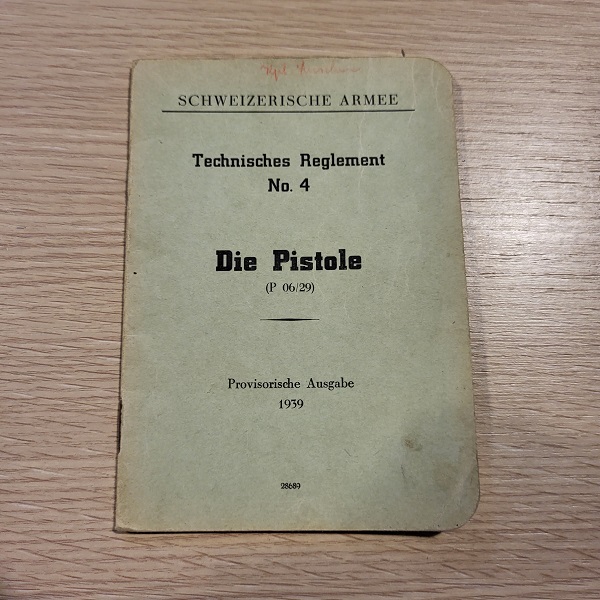 SCHWEIZERISCHE ARMEE
Technisches Reglement
No. 4
Die Pistole
(P 06/29)
Provisorische Ausgabe
1939
28689